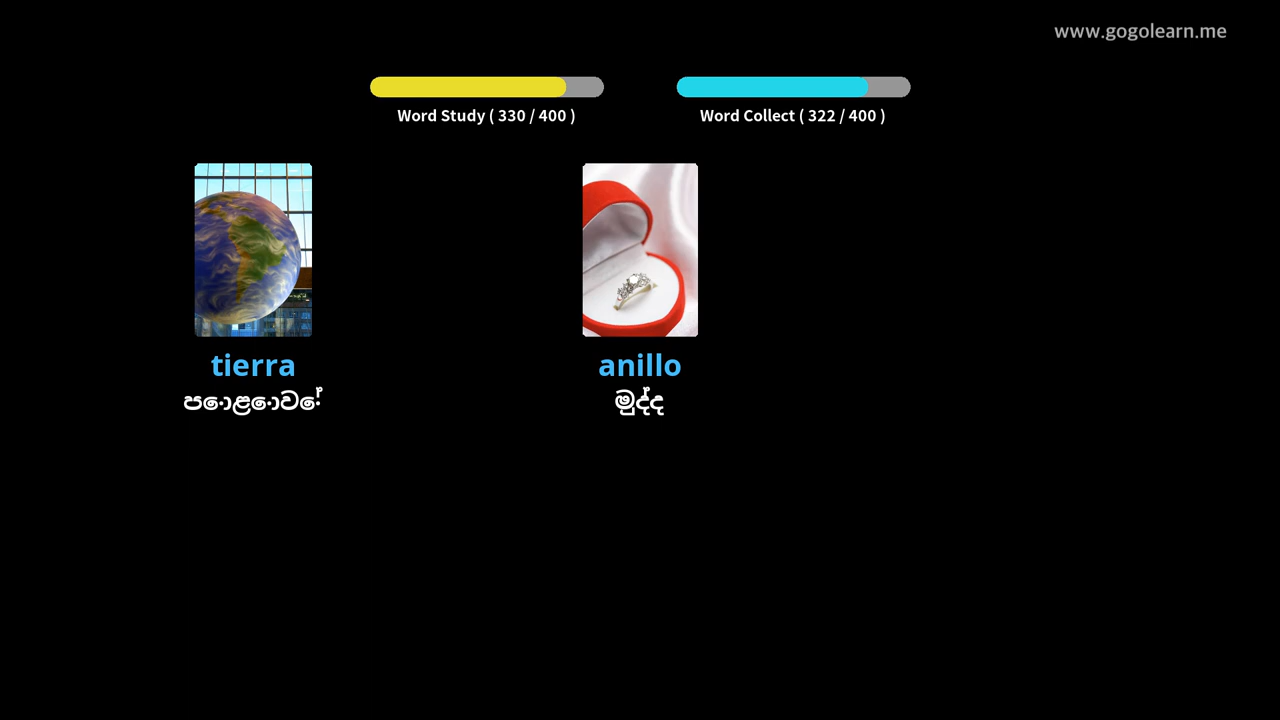 www.gogolearn.me
Word Study ( 330 / 400 )
Word Collect ( 322 / 400 )
tierra
පොළොවේ
anillo
මුද්ද